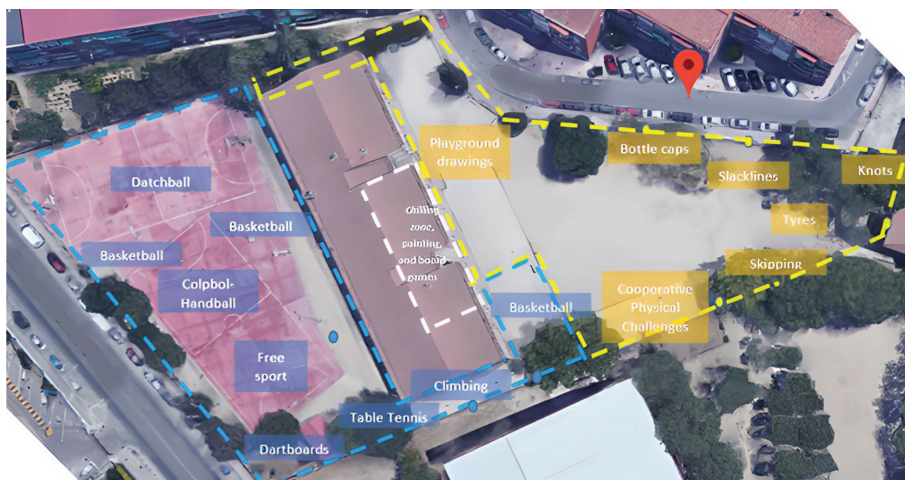 Playground
drawings
Bottle caps
Slacklines
Knots
Datchball
Tyres
Basketball
Basketball
Chilling
zone,
painting,
and board
games
Skipping
Colpbol-
Handball
Basketball
Cooperative
Physical
Challenges
Free
sport
Climbing
Table Tennis
Dartboards